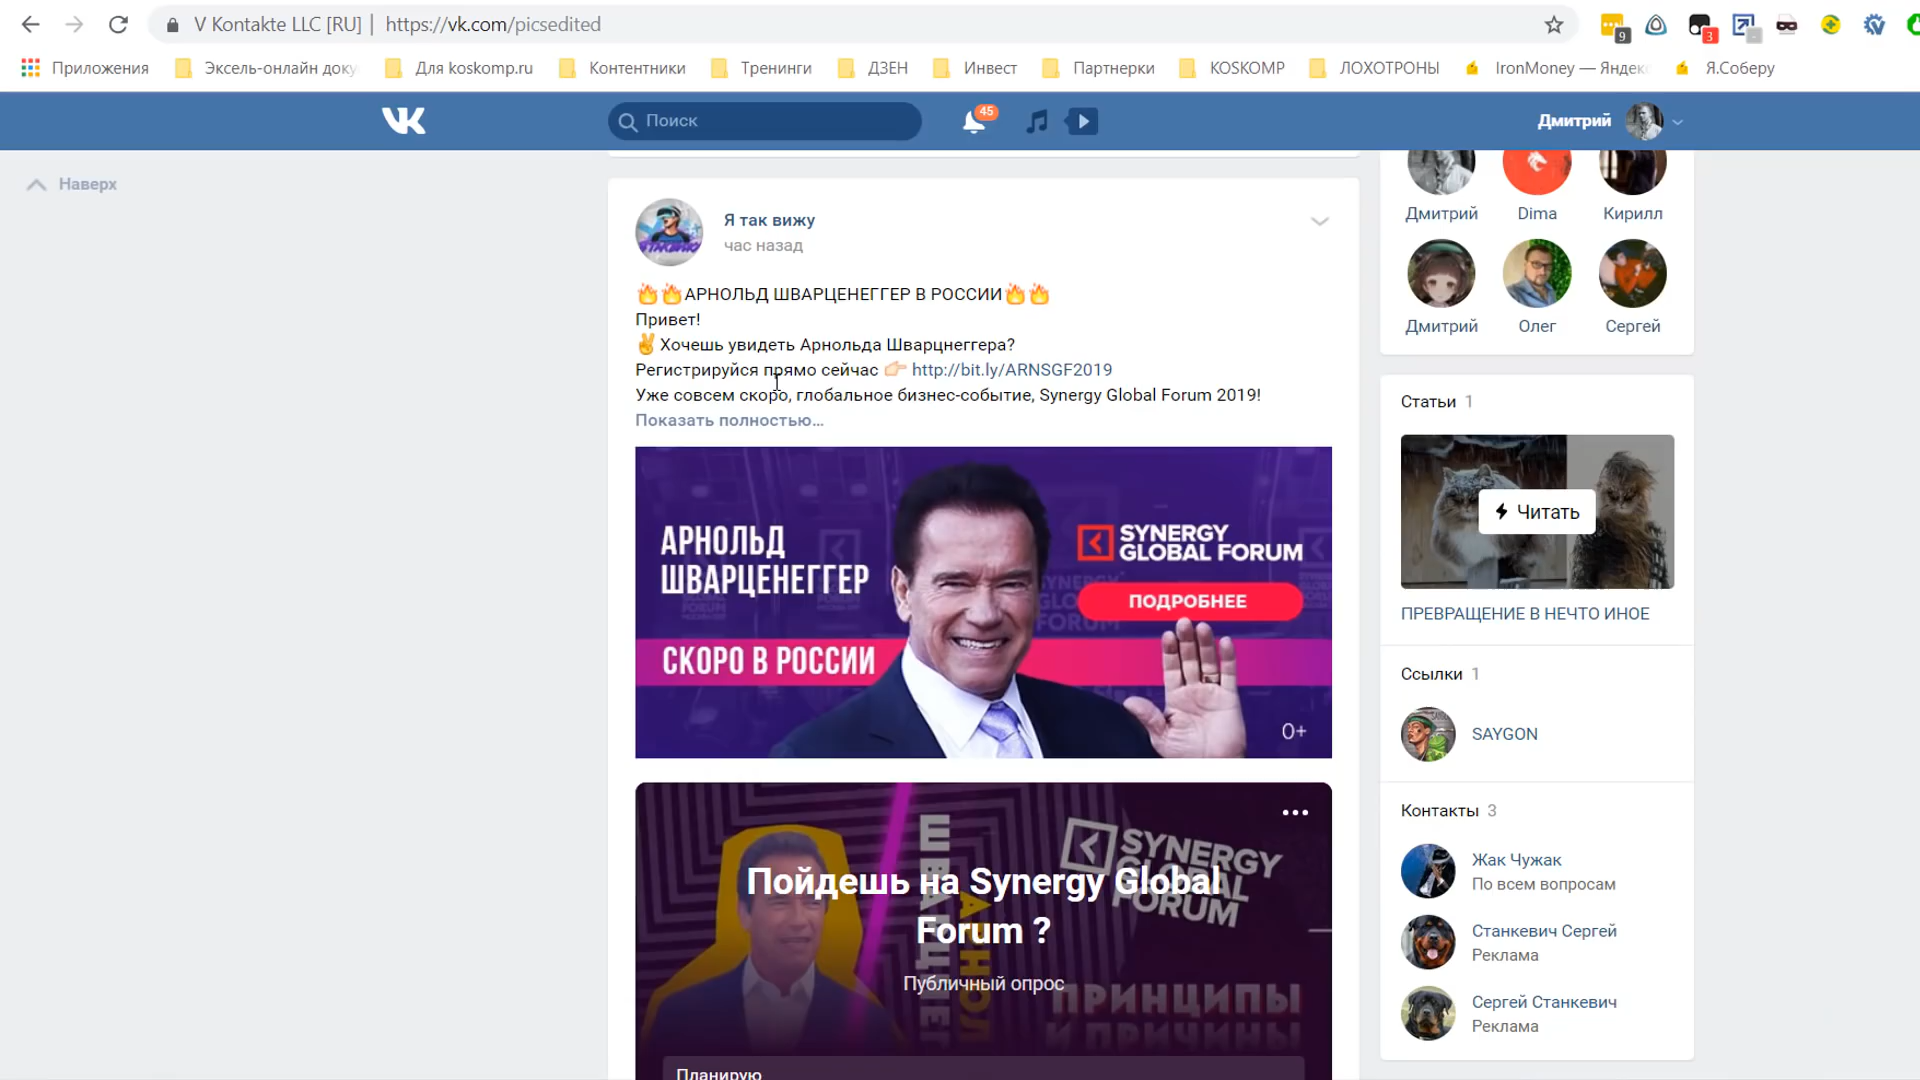 V Kontakte LLC [RU] | https://vk.com/picsedited
9
3
Приложения
Эксель-онлайн доку
Для koskomp.ru
Контентники
Тренинги
ДЗЕН
Инвест
Партнерки
KOSKOMP
ЛОХОТРОНЫ
IronMoney — Яндек
Я.Соберу
Поиск
45
Дмитрий
Наверх
Я так вижу
час назад
🔥🔥АРНОЛЬД ШВАРЦЕНЕГГЕР В РОССИИ🔥🔥
Привет!
✌Хочешь увидеть Арнольда Шварцнеггера?
Регистрируйся прямо сейчас 👉 http://bit.ly/ARNSGF2019
Уже совсем скоро, глобальное бизнес-событие, Synergy Global Forum 2019!
Показать полностью…
АРНОЛЬД
ШВАРЦЕНЕГГЕР
СКОРО В РОССИИ
SYNERGY
GLOBAL FORUM
ПОДРОБНЕЕ
0+
SYNERGY
GLOBAL
FORUM
Пойдешь на Synergy Global
Forum ?
Публичный опрос
ПРИНЦИПЫ
Планирую
Дмитрий
Dima
Кирилл
Дмитрий
Олег
Сергей
Статьи 1
Читать
ПРЕВРАЩЕНИЕ В НЕЧТО ИНОЕ
Ссылки 1
SAYGON
Контакты 3
Жак Чужак
По всем вопросам
Станкевич Сергей
Реклама
Сергей Станкевич
Реклама